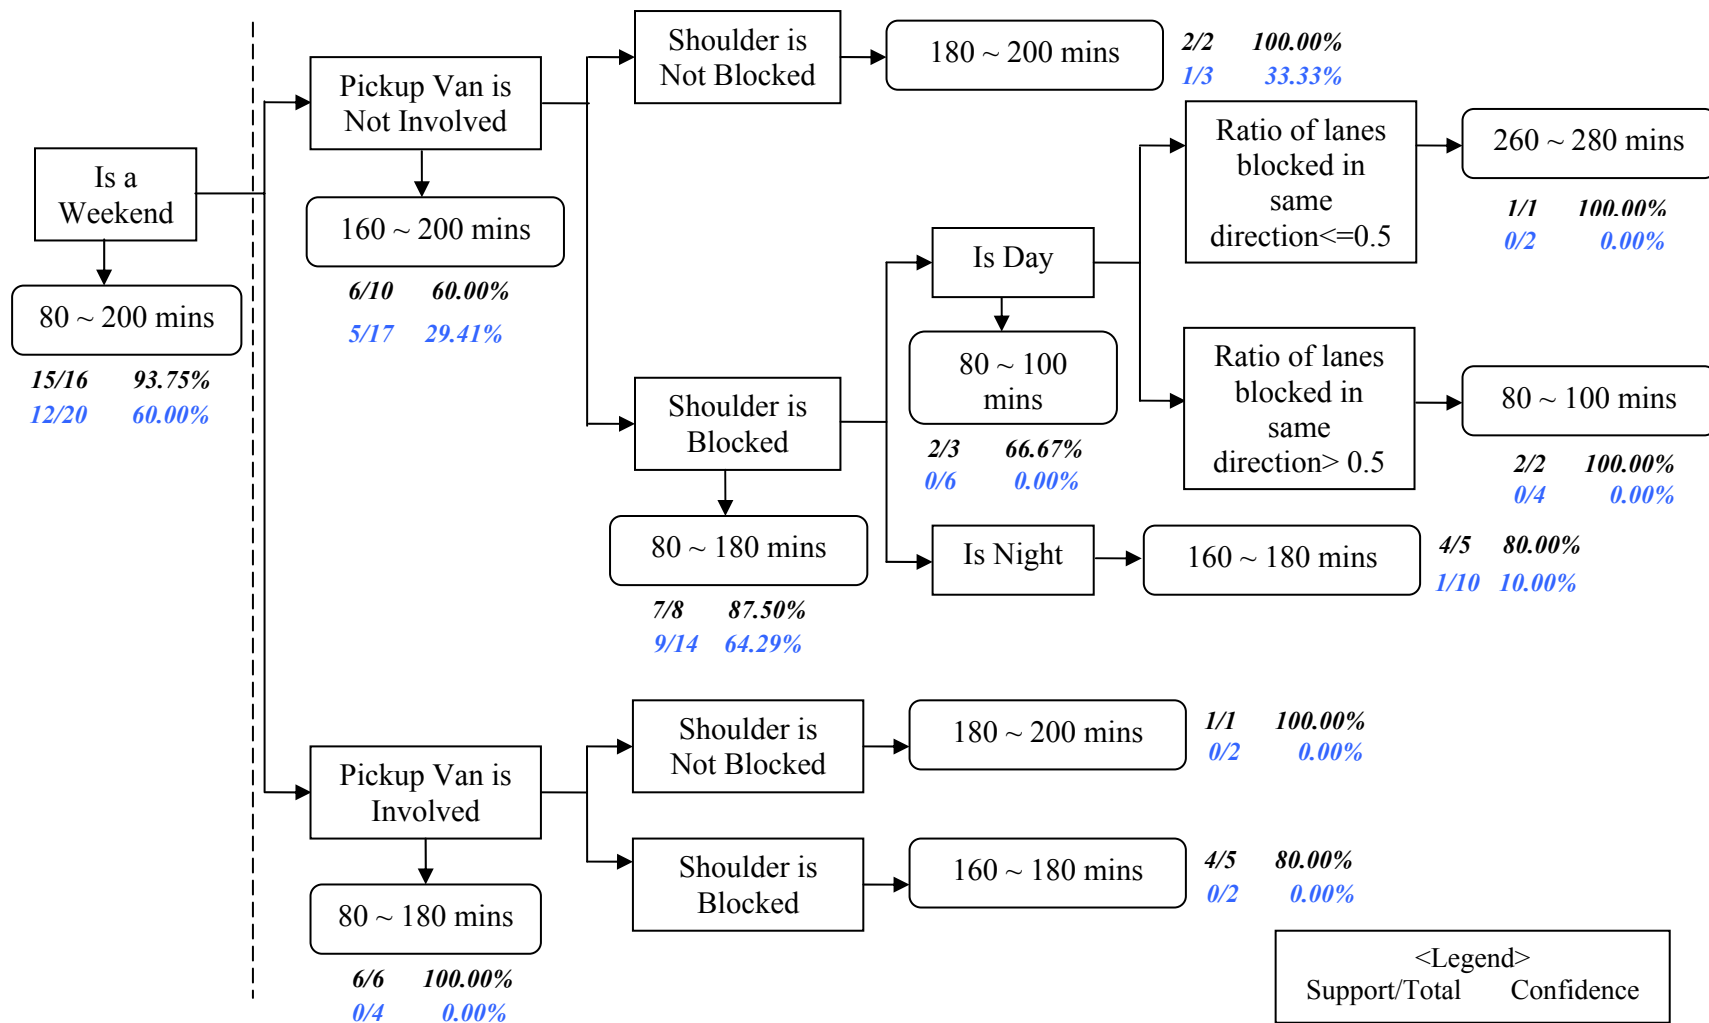 Is a
Weekend
80 ~ 200 mins
15/16 93.75%
12/20 60.00%
Pickup Van is
Not Involved
160 ~ 200 mins
6/10 60.00%
5/17 29.41%
Shoulder is
Not Blocked
180 ~ 200 mins
2/2 100.00%
1/3 33.33%
Shoulder is
Blocked
80 ~ 180 mins
7/8 87.50%
9/14 64.29%
Is Day
80 ~ 100
mins
2/3 66.67%
0/6 0.00%
Ratio of lanes
blocked in
same
direction<=0.5
260 ~ 280 mins
1/1 100.00%
0/2 0.00%
Ratio of lanes
blocked in
same
direction> 0.5
80 ~ 100 mins
2/2 100.00%
0/4 0.00%
Is Night
160 ~ 180 mins
4/5 80.00%
1/10 10.00%
Pickup Van is
Involved
80 ~ 180 mins
6/6 100.00%
0/4 0.00%
Shoulder is
Not Blocked
180 ~ 200 mins
1/1 100.00%
0/2 0.00%
Shoulder is
Blocked
160 ~ 180 mins
4/5 80.00%
0/2 0.00%
<Legend>
Support/Total Confidence